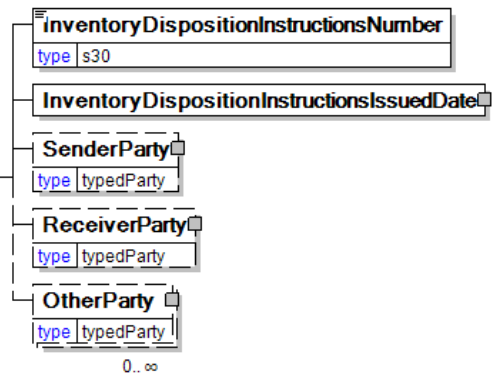 InventoryDispositionInstructionsNumber
type s30
InventoryDispositionInstructionsIssuedDate
SenderParty
type typedParty
ReceiverParty
type typedParty
OtherParty
type typedParty
0.. ∞